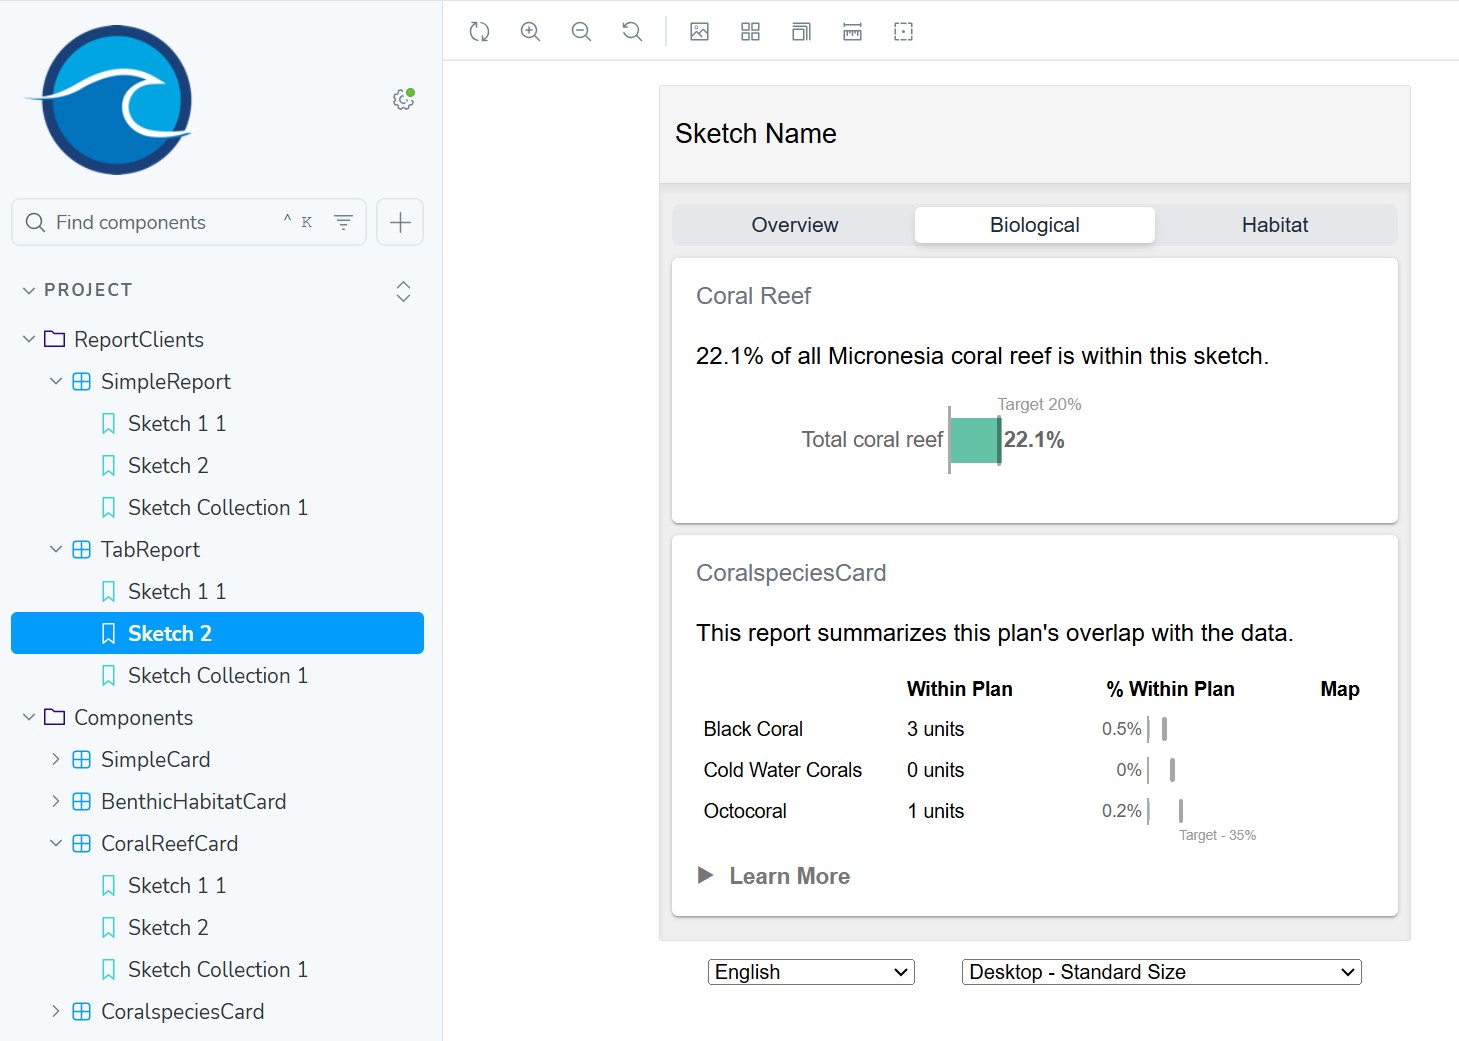 Find components
^ K
PROJECT
ReportClients
SimpleReport
Sketch 1 1
Sketch 2
Sketch Collection 1
TabReport
Sketch 1 1
Sketch 2
Sketch Collection 1
Components
SimpleCard
BenthicHabitatCard
CoralReefCard
Sketch 1 1
Sketch 2
Sketch Collection 1
CoralspeciesCard
Sketch Name
Overview Biological Habitat
Coral Reef
22.1% of all Micronesia coral reef is within this sketch.
Target 20%
Total coral reef 22.1%
CoralspeciesCard
This report summarizes this plan's overlap with the data.
Within Plan % Within Plan Map
Black Coral 3 units 0.5%
Cold Water Corals 0 units 0%
Octocoral 1 units 0.2%
Target - 35%
Learn More
English Desktop - Standard Size